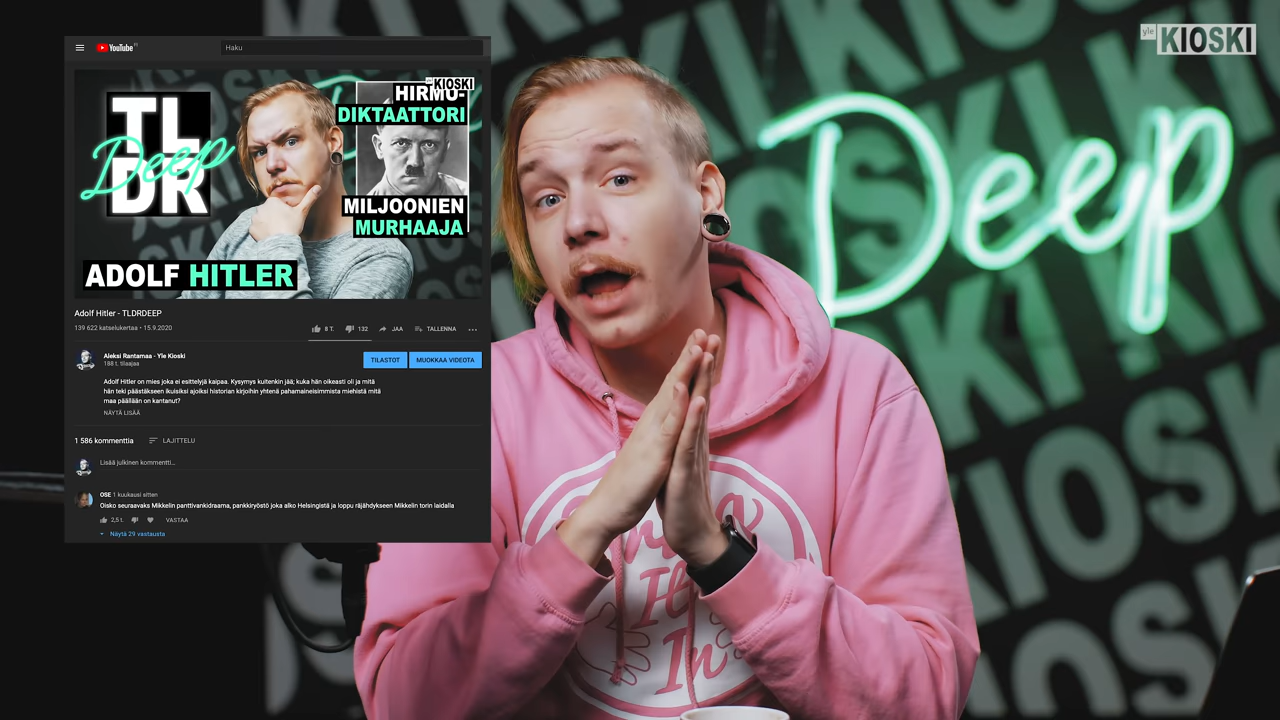 YouTube
FI
Haku
TL
DR
Deep
yle KIOSKI
HIRMU-
DIKTAATTORI
MILJOONIEN
MURHAAJA
ADOLF HITLER
Adolf Hitler - TLDRDEEP
139 622 katselukertaa • 15.9.2020
8 T.
132
JAA
TALLENNA
Aleksi Rantamaa - Yle Kioski
188 t. tilaajaa
TILASTOT
MUOKKAA VIDEOTA
Adolf Hitler on mies joka ei esittelyjä kaipaa. Kysymys kuitenkin jää; kuka hän oikeasti oli ja mitä
hän teki päästäkseen ikuisiksi ajoiksi historian kirjoihin yhtenä pahamaineisimmista miehistä mitä
maa päällään on kantanut?
NÄYTÄ LISÄÄ
1 586 kommenttia
LAJITTELU
Lisää julkinen kommentti...
OSE 1 kuukausi sitten
Oisko seuraavaks Mikkelin panttivankidraama, pankkiryöstö joka alko Helsingistä ja loppu räjähdykseen Mikkelin torin laidalla
2,5 t.
VASTAA
Näytä 29 vastausta
yle KIOSKI
Deep
KIOSKI
It
In